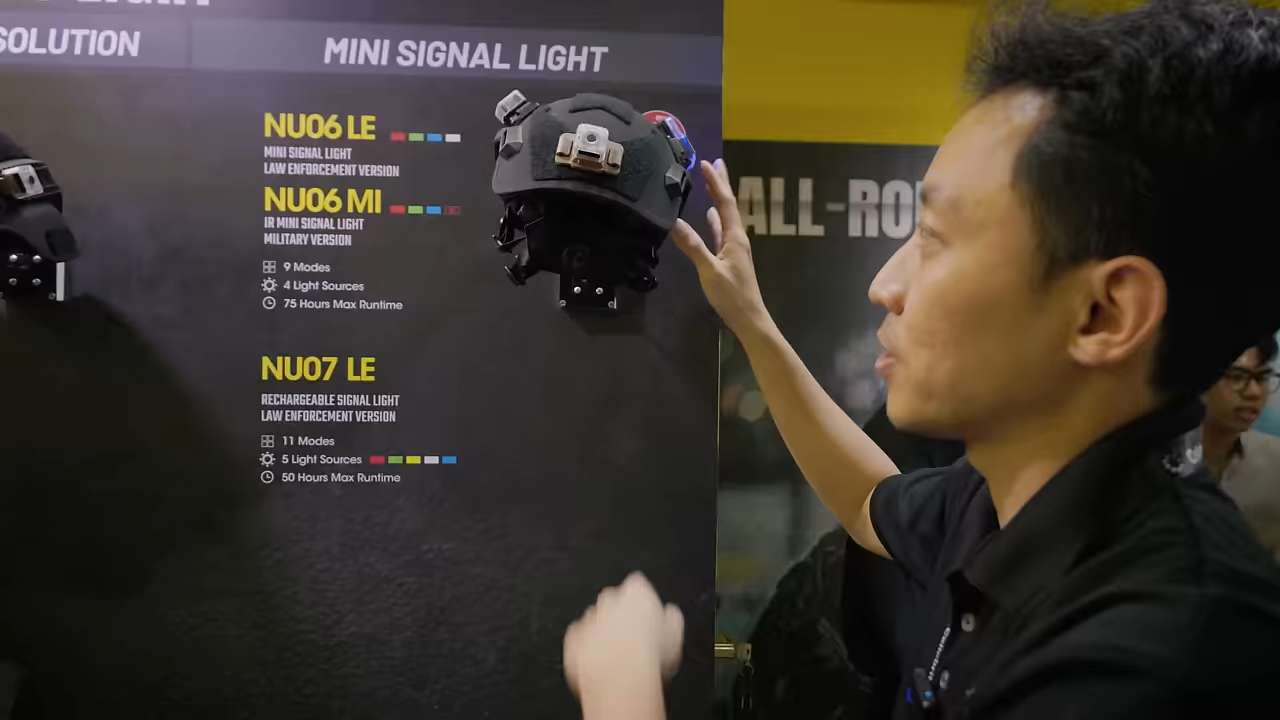 SOLUTION
MINI SIGNAL LIGHT
NU06 LE
MINI SIGNAL LIGHT
LAW ENFORCEMENT VERSION
NU06 MI
IR MINI SIGNAL LIGHT
MILITARY VERSION
9 Modes
4 Light Sources
75 Hours Max Runtime
NU07 LE
RECHARGEABLE SIGNAL LIGHT
LAW ENFORCEMENT VERSION
11 Modes
5 Light Sources
50 Hours Max Runtime
ALL-RO